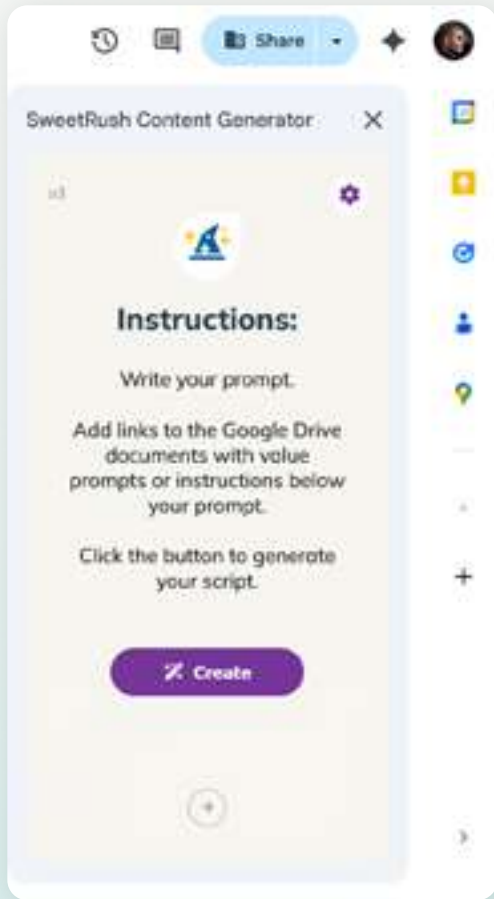 Share
SweetRush Content Generator
v3
Instructions:
Write your prompt.
Add links to the Google Drive
documents with value
prompts or instructions below
your prompt.
Click the button to generate
your script.
Create